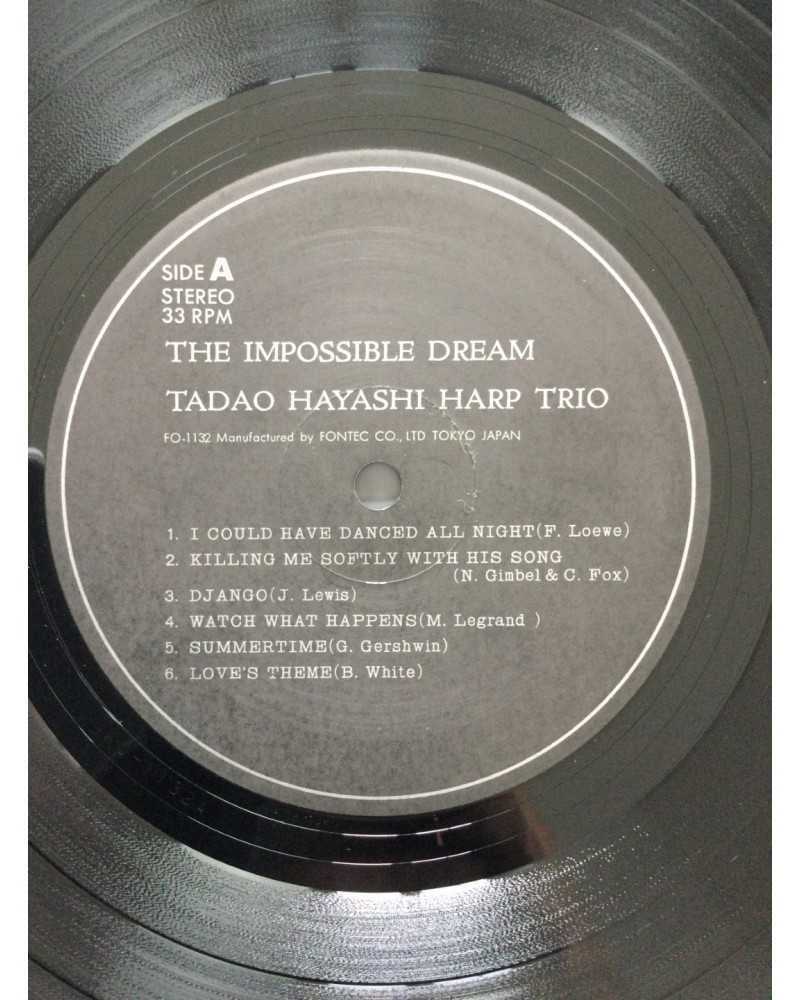 SIDE A
STEREO
33 RPM
THE IMPOSSIBLE DREAM
TADAO HAYASHI HARP TRIO
FO-1132 Manufactured by FONTEC CO., LTD TOKYO JAPAN
1. I COULD HAVE DANCED ALL NIGHT(F. Loewe)
2. KILLING ME SOFTLY WITH HIS SONG
(N. Gimbel & C. Fox)
3. DJANGO(J. Lewis)
4. WATCH WHAT HAPPENS(M. Legrand )
5. SUMMERTIME(G. Gershwin)
6. LOVE'S THEME(B. White)